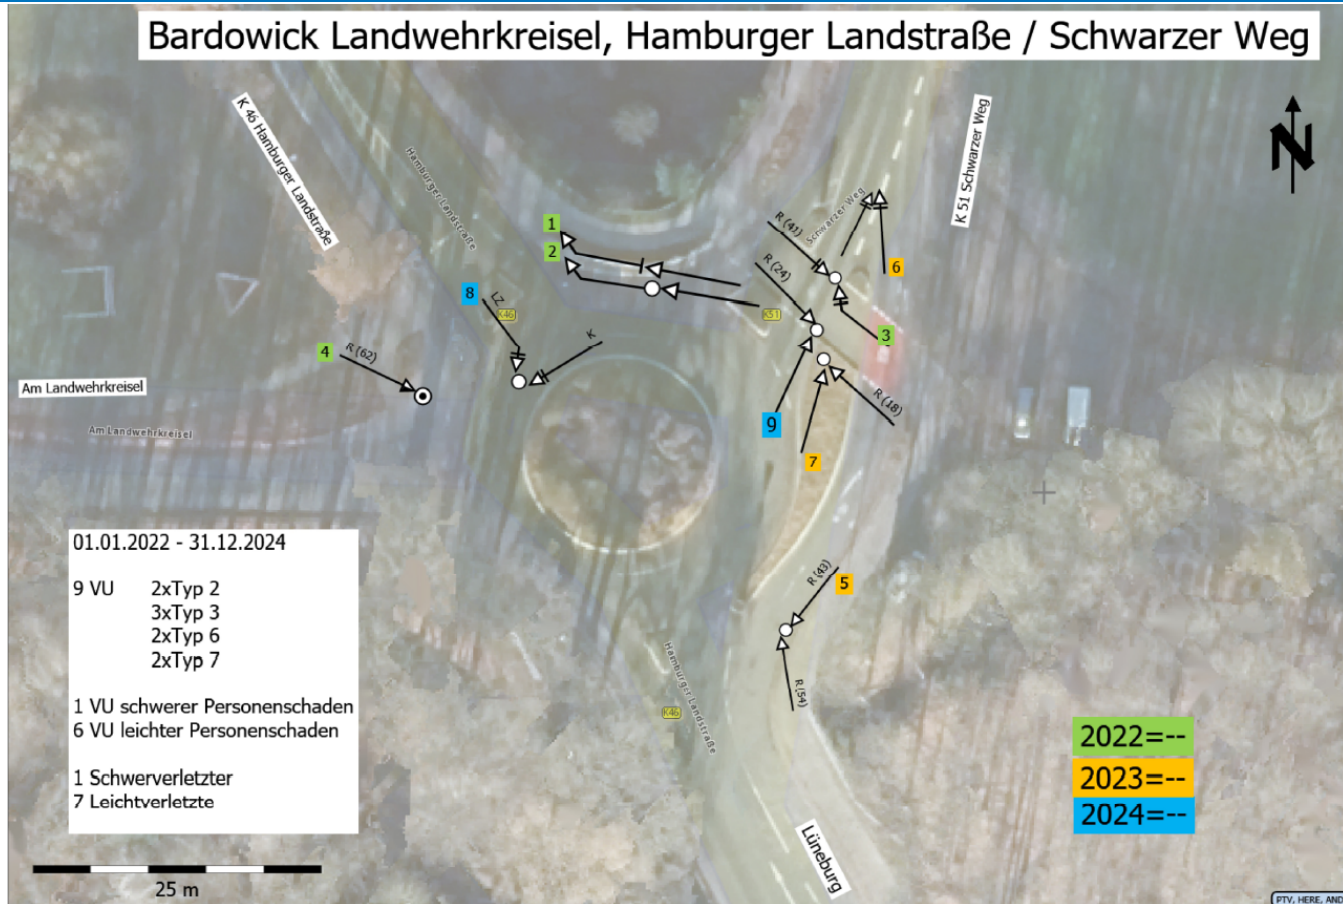 Bardowick Landwehrkreisel, Hamburger Landstraße / Schwarzer Weg
K 46 Hamburger Landstraße
Hamburger Landstraße
K 51 Schwarzer Weg
N
Schwarzer Weg
1
2
R (41)
R (24)
6
8
LZ
K46
K
K51
3
4
R (62)
Am Landwehrkreisel
Am Landwehrkreisel
R (18)
9
7
01.01.2022 - 31.12.2024
9 VU 2xTyp 2
3xTyp 3
2xTyp 6
2xTyp 7
1 VU schwerer Personenschaden
6 VU leichter Personenschaden
1 Schwerverletzter
7 Leichtverletzte
R (43)
5
R (54)
Hamburger Landstraße
K46
2022=--
2023=--
2024=--
Lüneburg
25 m
PTV, HERE, AND